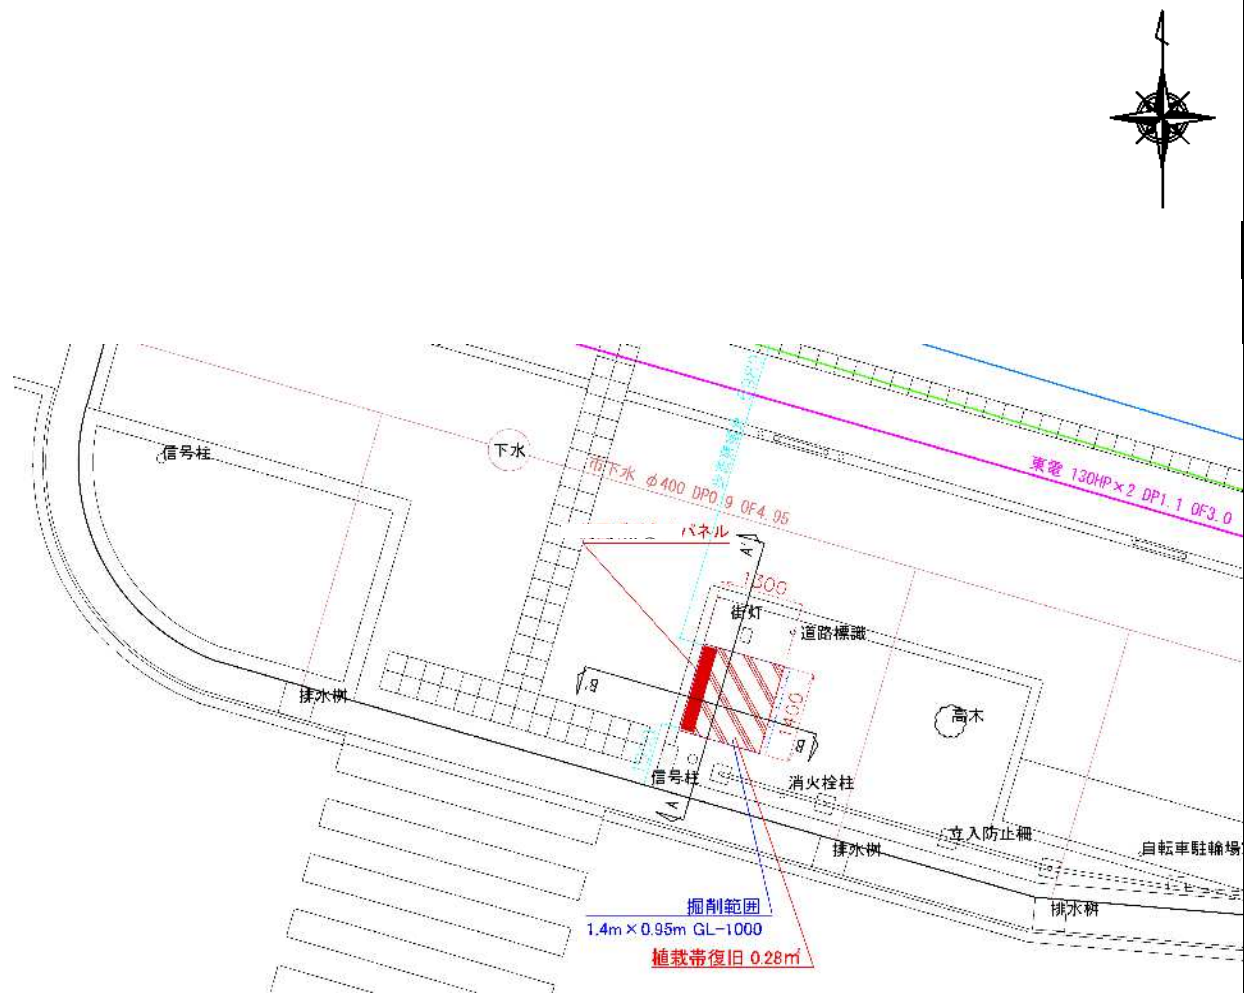 信号柱
下水
市下水 φ400 DP0.9 OF4.95
東電 130HP×2 DP1.1 OF3.0
パネル
A'
1300
街灯
道路標識
B
1400
高木
排水桝
B'
信号柱
消火栓柱
A
立入防止柵
排水桝
自転車駐輪場
排水桝
掘削範囲
1.4m×0.95m GL-1000
植栽帯復旧 0.28㎡